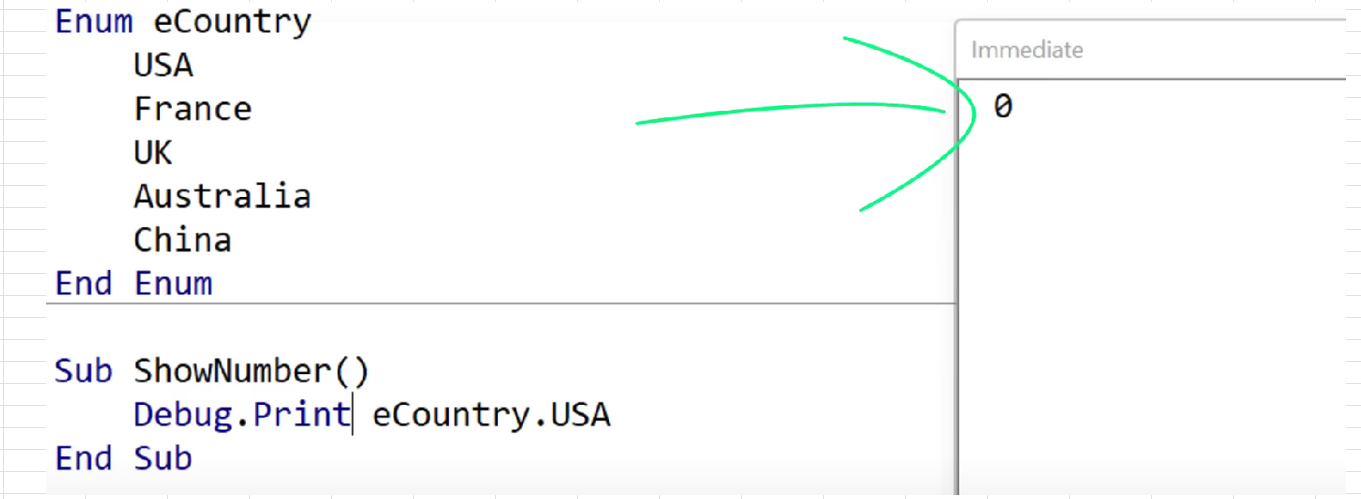 Enum eCountry
USA
France
UK
Australia
China
End Enum
Sub ShowNumber()
Debug.Print eCountry.USA
End Sub
Immediate
0